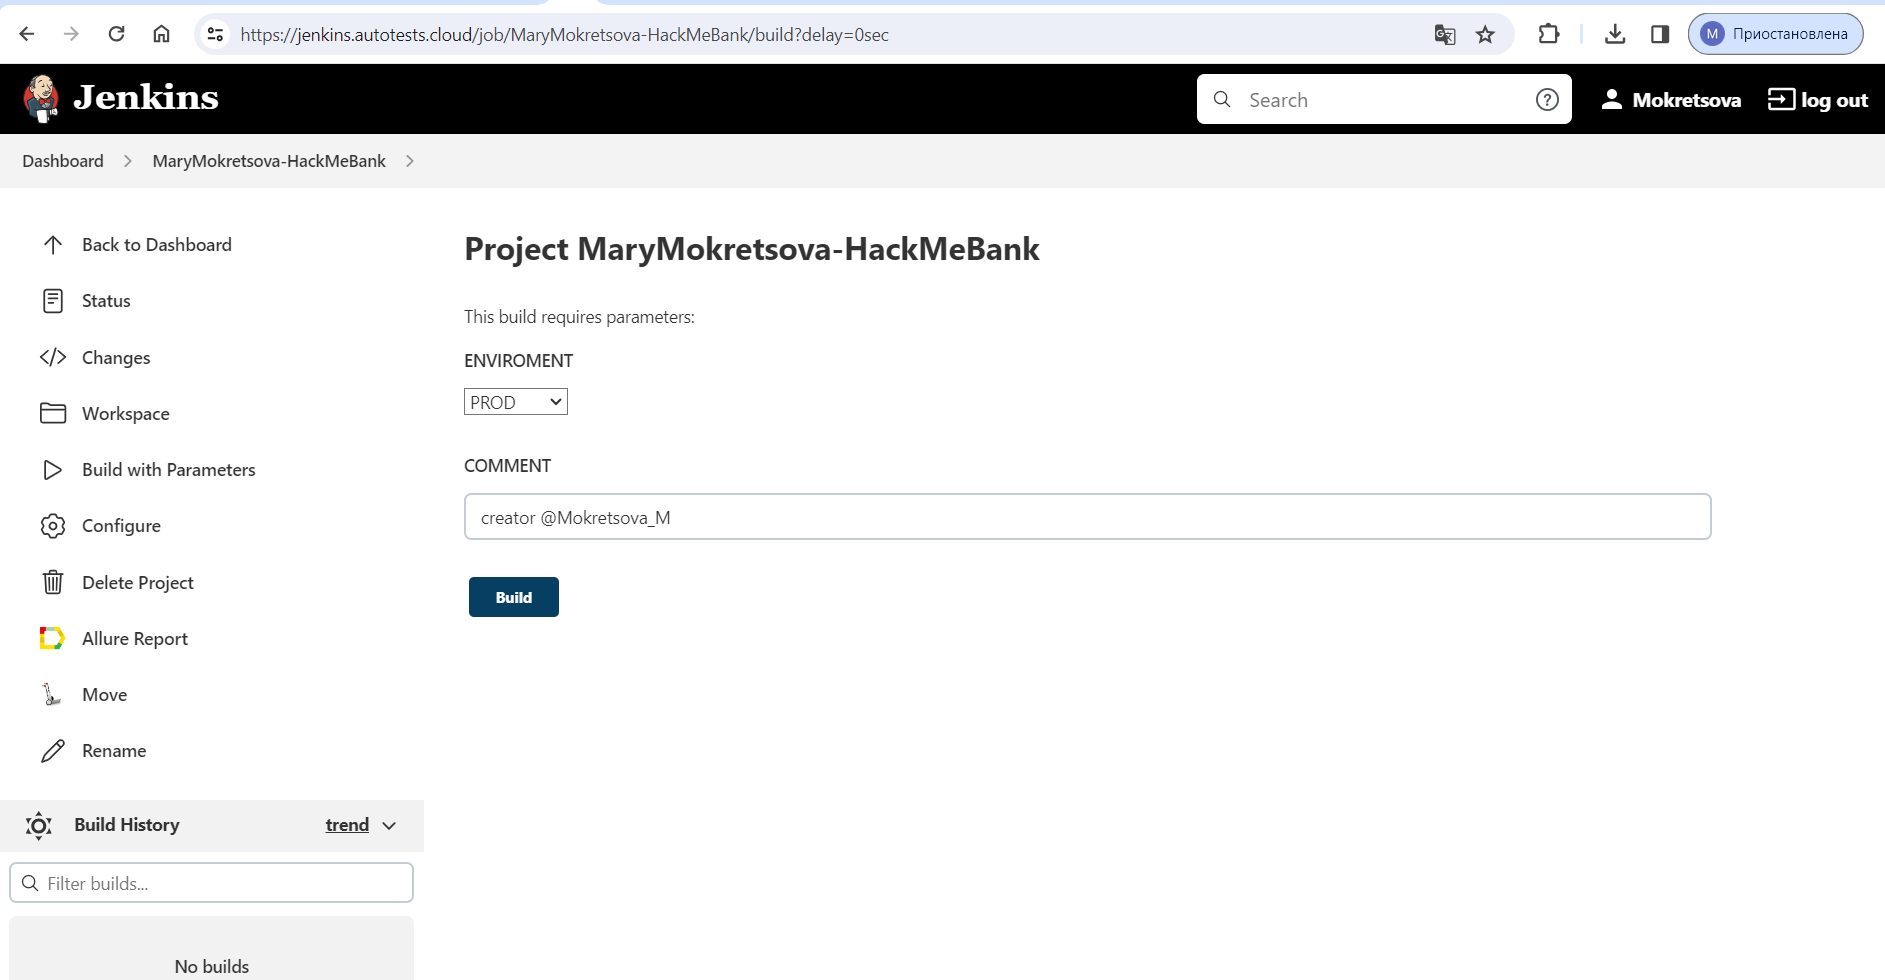 https://jenkins.autotests.cloud/job/MaryMokretsova-HackMeBank/build?delay=0sec
M Приостановлена
Jenkins
Search
Mokretsova
log out
Dashboard
MaryMokretsova-HackMeBank
Back to Dashboard
Status
Changes
Workspace
Build with Parameters
Configure
Delete Project
Allure Report
Move
Rename
Build History
trend
Filter builds...
No builds
Project MaryMokretsova-HackMeBank
This build requires parameters:
ENVIROMENT
PROD
COMMENT
creator @Mokretsova_M
Build